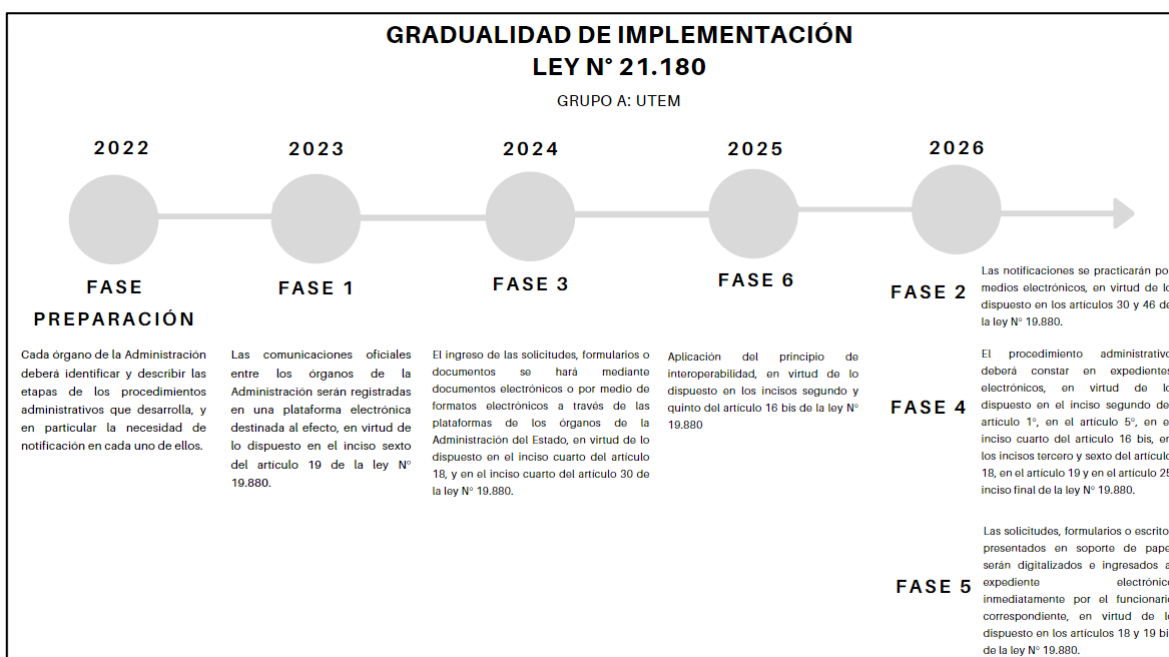 GRADUALIDAD DE IMPLEMENTACIÓN
LEY N° 21.180
GRUPO A: UTEM
2022
FASE
PREPARACIÓN
Cada órgano de la Administración
deberá identificar y describir las
etapas de los procedimientos
administrativos que desarrolla, y
en particular la necesidad de
notificación en cada uno de ellos.
2023
FASE 1
Las comunicaciones oficiales
entre los órganos de la
Administración serán registradas
en una plataforma electrónica
destinada al efecto, en virtud de
lo dispuesto en el inciso sexto
del artículo 19 de la ley N°
19.880.
2024
FASE 3
El ingreso de las solicitudes, formularios o
documentos se hará mediante
documentos electrónicos o por medio de
formatos electrónicos a través de las
plataformas de los órganos de la
Administración del Estado, en virtud de lo
dispuesto en el inciso cuarto del artículo
18, y en el inciso cuarto del artículo 30 de
la ley N° 19.880.
2025
FASE 6
Aplicación del principio de
interoperabilidad, en virtud de lo
dispuesto en los incisos segundo y
quinto del artículo 16 bis de la ley N°
19.880
2026
FASE 2
Las notificaciones se practicarán po
medios electrónicos, en virtud de lo
dispuesto en los artículos 30 y 46 de
la ley N° 19.880.
FASE 4
El procedimiento administrativo
deberá constar en expedientes
electrónicos, en virtud de lo
dispuesto en el inciso segundo de
artículo 1°, en el artículo 5°, en e
inciso cuarto del artículo 16 bis, en
los incisos tercero y sexto del artículo
18, en el artículo 19 y en el artículo 25
inciso final de la ley N° 19.880.
FASE 5
Las solicitudes, formularios o escrito
presentados en soporte de pape
serán digitalizados e ingresados a
expediente electrónico
inmediatamente por el funcionario
correspondiente, en virtud de lo
dispuesto en los artículos 18 y 19 bi
de la ley N° 19.880.